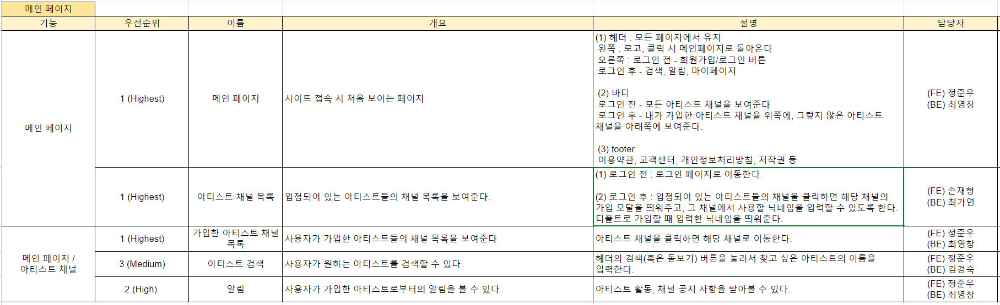 메인 페이지
기능
우선순위
이름
개요
설명
담당자
메인 페이지
1 (Highest)
메인 페이지
사이트 접속 시 처음 보이는 페이지
(1) 헤더 : 모든 페이지에서 유지
왼쪽 : 로고, 클릭 시 메인페이지로 돌아온다
오른쪽 : 로그인 전 - 회원가입/로그인 버튼
로그인 후 - 검색, 알림, 마이페이지
(2) 바디
로그인 전 - 모든 아티스트 채널을 보여준다
로그인 후 - 내가 가입한 아티스트 채널을 위쪽에, 그렇지 않은 아티스트
채널을 아래쪽에 보여준다.
(3) footer
이용약관, 고객센터, 개인정보처리방침, 저작권 등
(FE) 정준우
(BE) 최영창
1 (Highest)
아티스트 채널 목록
입점되어 있는 아티스트들의 채널 목록을 보여준다.
(1) 로그인 전 : 로그인 페이지로 이동한다.
(2) 로그인 후 : 입점되어 있는 아티스트들의 채널을 클릭하면 해당 채널의
가입 모달을 띄워주고, 그 채널에서 사용할 닉네임을 입력할 수 있도록 한다.
디폴트로 가입할 때 입력한 닉네임을 띄워준다.
(FE) 손재형
(BE) 최가연
메인 페이지 /
아티스트 채널
1 (Highest)
가입한 아티스트 채널
목록
사용자가 가입한 아티스트들의 채널 목록을 보여준다
아티스트 채널을 클릭하면 해당 채널로 이동한다.
(FE) 정준우
(BE) 최영창
3 (Medium)
아티스트 검색
사용자가 원하는 아티스트를 검색할 수 있다.
헤더의 검색(혹은 돋보기) 버튼을 눌러서 찾고 싶은 아티스트의 이름을
입력한다.
(FE) 정준우
(BE) 김경숙
2 (High)
알림
사용자가 가입한 아티스트로부터의 알림을 볼 수 있다.
아티스트 활동, 채널 공지 사항을 받아볼 수 있다.
(FE) 정준우
(BE) 최영창